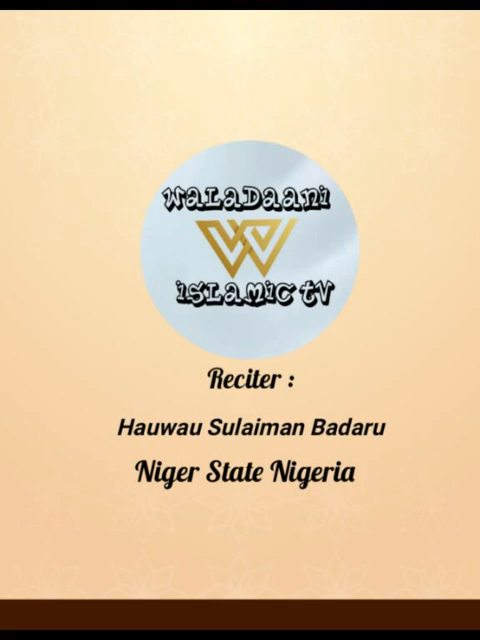 WaLaDaani
iSLaMiC tV
Reciter :
Hauwau Sulaiman Badaru
Niger State Nigeria